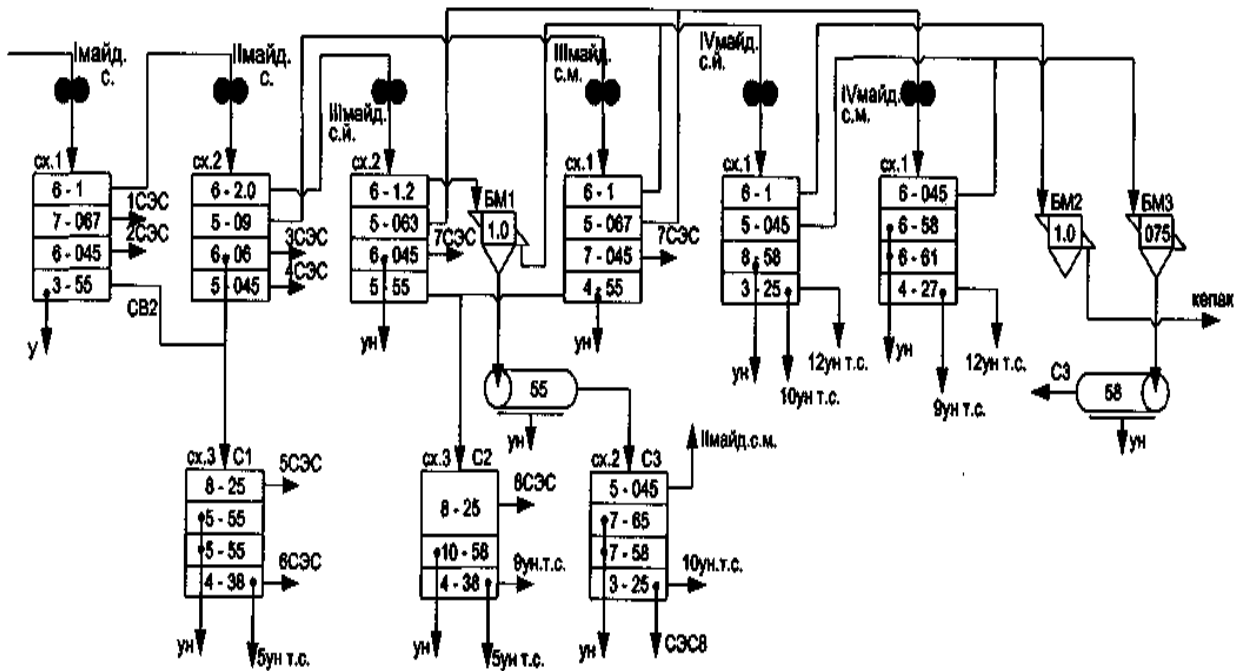 Iмайд.
с.
IIмайд.
с.
IIIмайд.
с.й.
IIIмайд.
с.м.
IVмайд.
с.й.
IVмайд.
с.м.
сх.1
6 - 1
7 - 067
6 - 045
3 - 55
1СЭС
2СЭС
СВ2
У
сх.2
6 - 2.0
5 - 09
6 - 06
5 - 045
3СЭС
4СЭС
сх.2
6 - 1.2
5 - 063
6 - 045
5 - 55
7СЭС
ун
БМ1
1.0
сх.1
6 - 1
5 - 067
7 - 045
4 - 55
7СЭС
ун
сх.1
6 - 1
5 - 045
8 - 58
3 - 25
ун
10ун т.с.
12ун т.с.
сх.1
6 - 045
6 - 58
6 - 61
4 - 27
ун
9ун т.с.
12ун т.с.
БМ2
1.0
БМ3
075
кепак
55
ун
С3
58
ун
сх.3 С1
8 - 25
5 - 55
5 - 55
4 - 38
5СЭС
6СЭС
ун
5ун т.с.
сх.3 С2
8 - 25
10 - 58
4 - 38
8СЭС
9ун.т.с.
ун
5ун т.с.
сх.2 С3
5 - 045
7 - 65
7 - 58
3 - 25
IIмайд.с.м.
10ун.т.с.
ун
СЭС8